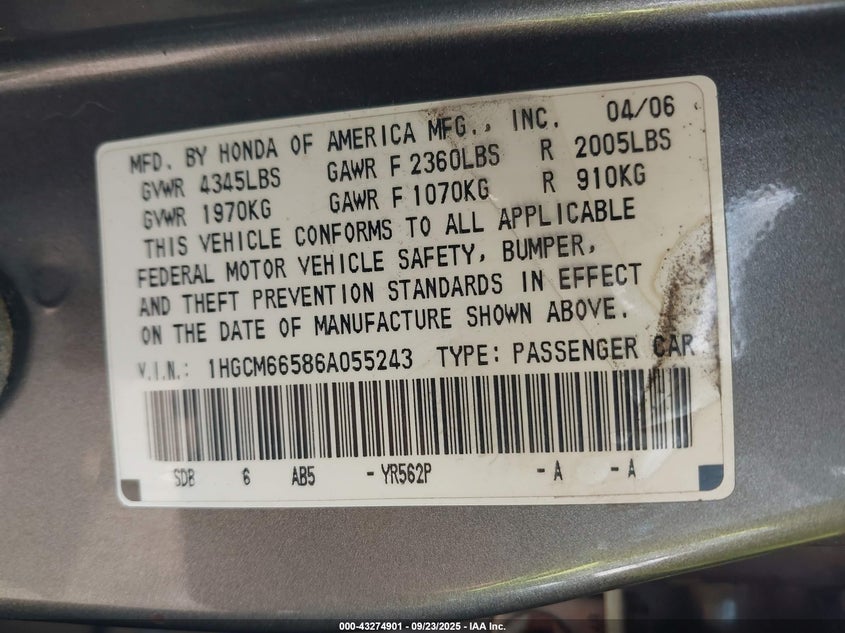 MFD. BY HONDA OF AMERICA MFG., INC. 04/06
GVWR 4345LBS GAWR F 2360LBS R 2005LBS
GVWR 1970KG GAWR F 1070KG R 910KG
THIS VEHICLE CONFORMS TO ALL APPLICABLE
FEDERAL MOTOR VEHICLE SAFETY, BUMPER,
AND THEFT PREVENTION STANDARDS IN EFFECT
ON THE DATE OF MANUFACTURE SHOWN ABOVE.
V.I.N.: 1HGCM66586A055243 TYPE: PASSENGER CAR
SDB 6 AB5 -YR562P -A -A
000-43274901 - 09/23/2025 - IAA Inc.